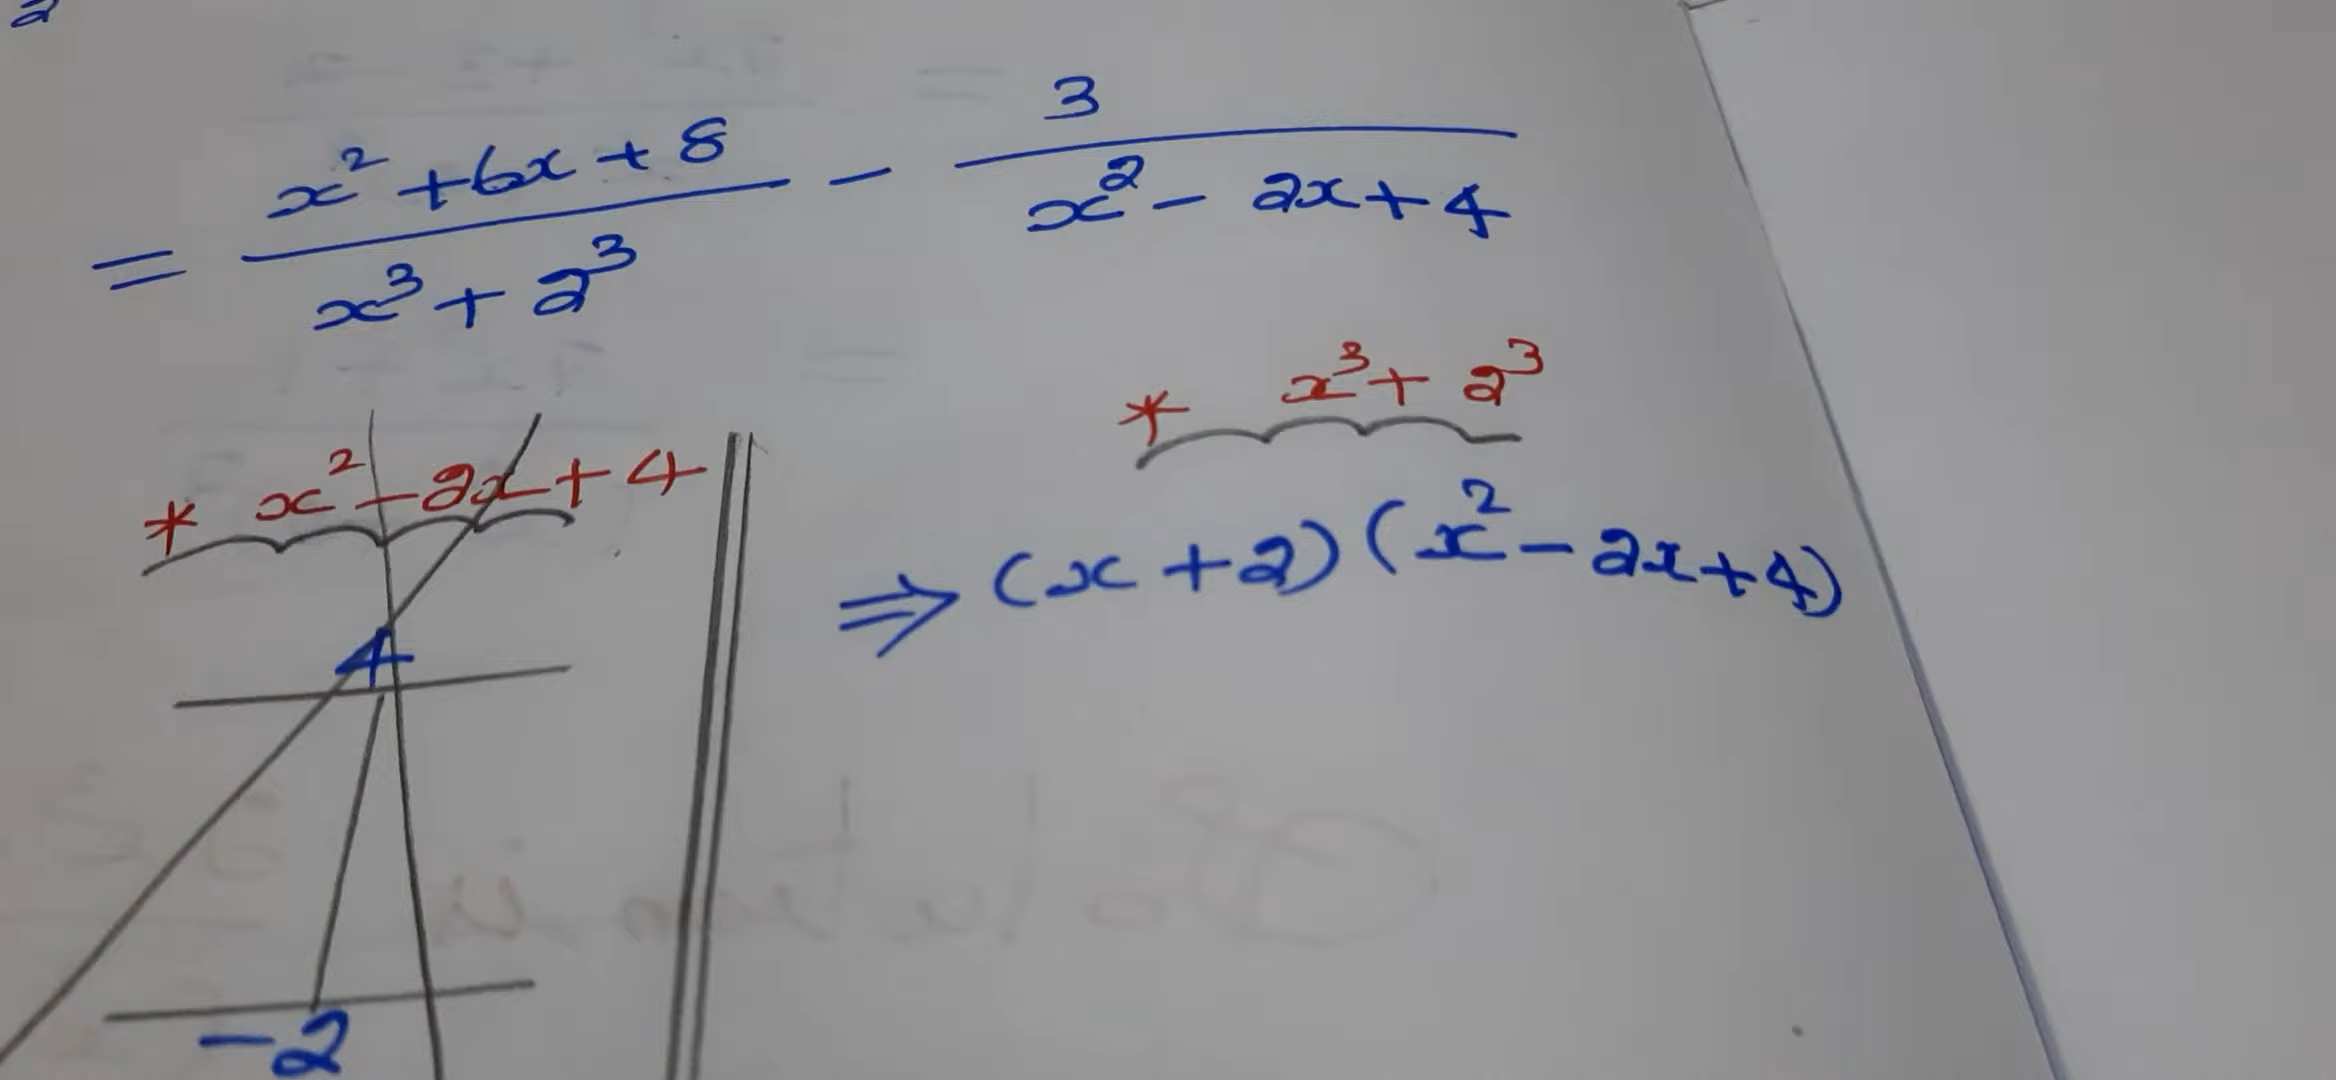 = x² + 6x + 8 / x³ + 2³ - 3 / x² - 2x + 4
* x² - 2x + 4
4
-2
* x³ + 2³
⇒ (x + 2) (x² - 2x + 4)